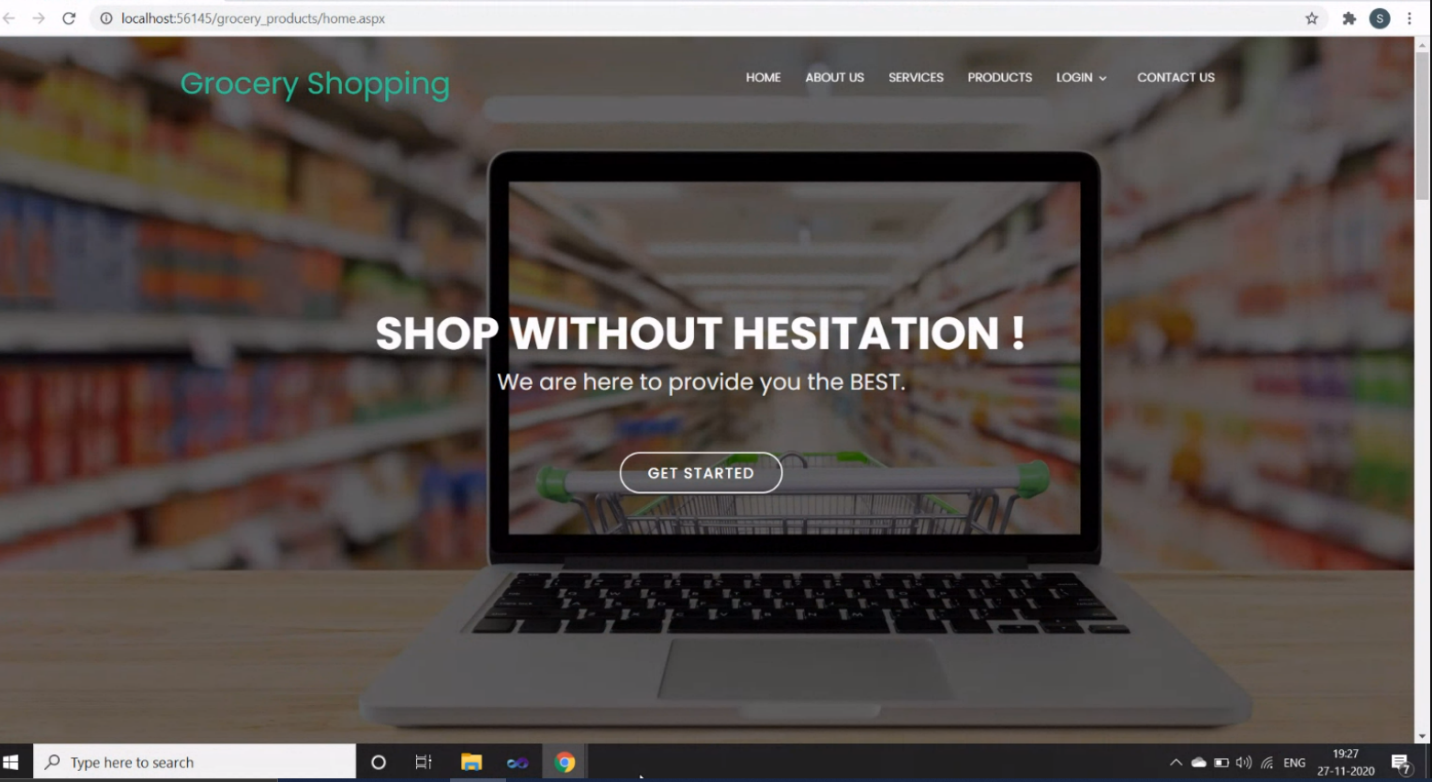 localhost:56145/grocery_products/home.aspx
S
Grocery Shopping
HOME ABOUT US SERVICES PRODUCTS LOGIN CONTACT US
SHOP WITHOUT HESITATION !
We are here to provide you the BEST.
GET STARTED
Type here to search
ENG
19:27
27-11-2020
7